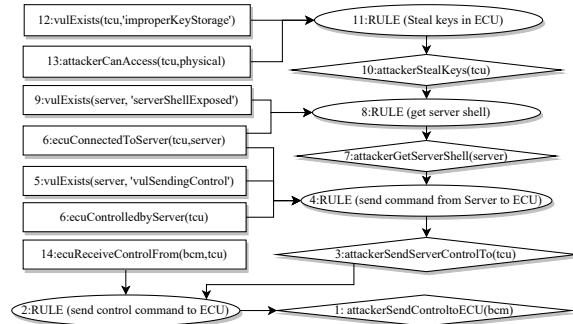 12:vulExists(tcu,'improperKeyStorage')
11:RULE (Steal keys in ECU)
13:attackerCanAccess(tcu,physical)
10:attackerStealKeys(tcu)
9:vulExists(server, 'serverShellExposed')
8:RULE (get server shell)
6:ecuConnectedToServer(tcu,server)
7:attackerGetServerShell(server)
5:vulExists(server, 'vulSendingControl')
4:RULE (send command from Server to ECU)
6:ecuControlledbyServer(tcu)
14:ecuReceiveControlFrom(bcm,tcu)
3:attackerSendServerControlTo(tcu)
2:RULE (send control command to ECU)
1: attackerSendControltoECU(bcm)